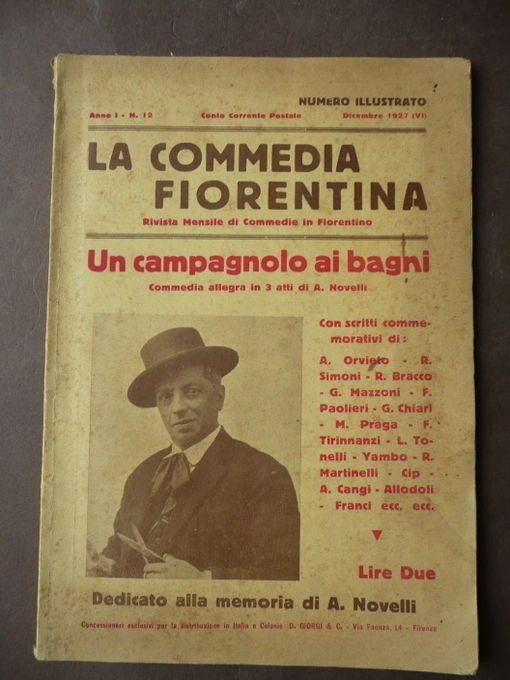 NUMERO ILLUSTRATO
Anno I - N. 12 Conto Corrente Postale Dicembre 1927 (VI)
LA COMMEDIA
FIORENTINA
Rivista Mensile di Commedie in Fiorentino
Un campagnolo ai bagni
Commedia allegra in 3 atti di A. Novelli
Con scritti comme-
morativi di:
A. Orvieto - R.
Simoni - R. Bracco
- G. Mazzoni - F.
Paolieri - G. Chiari
- M. Praga - F.
Tirinnanzi - L. To-
nelli - Yambo - R.
Martinelli - Cip -
A. Cangi - Allodoli
- Franci ecc. ecc.
Lire Due
Dedicato alla memoria di A. Novelli
Concessionari esclusivi per la distribuzione in Italia e Colonie: D. GIORGI & C. - Via Faenza, 14 - Firenze